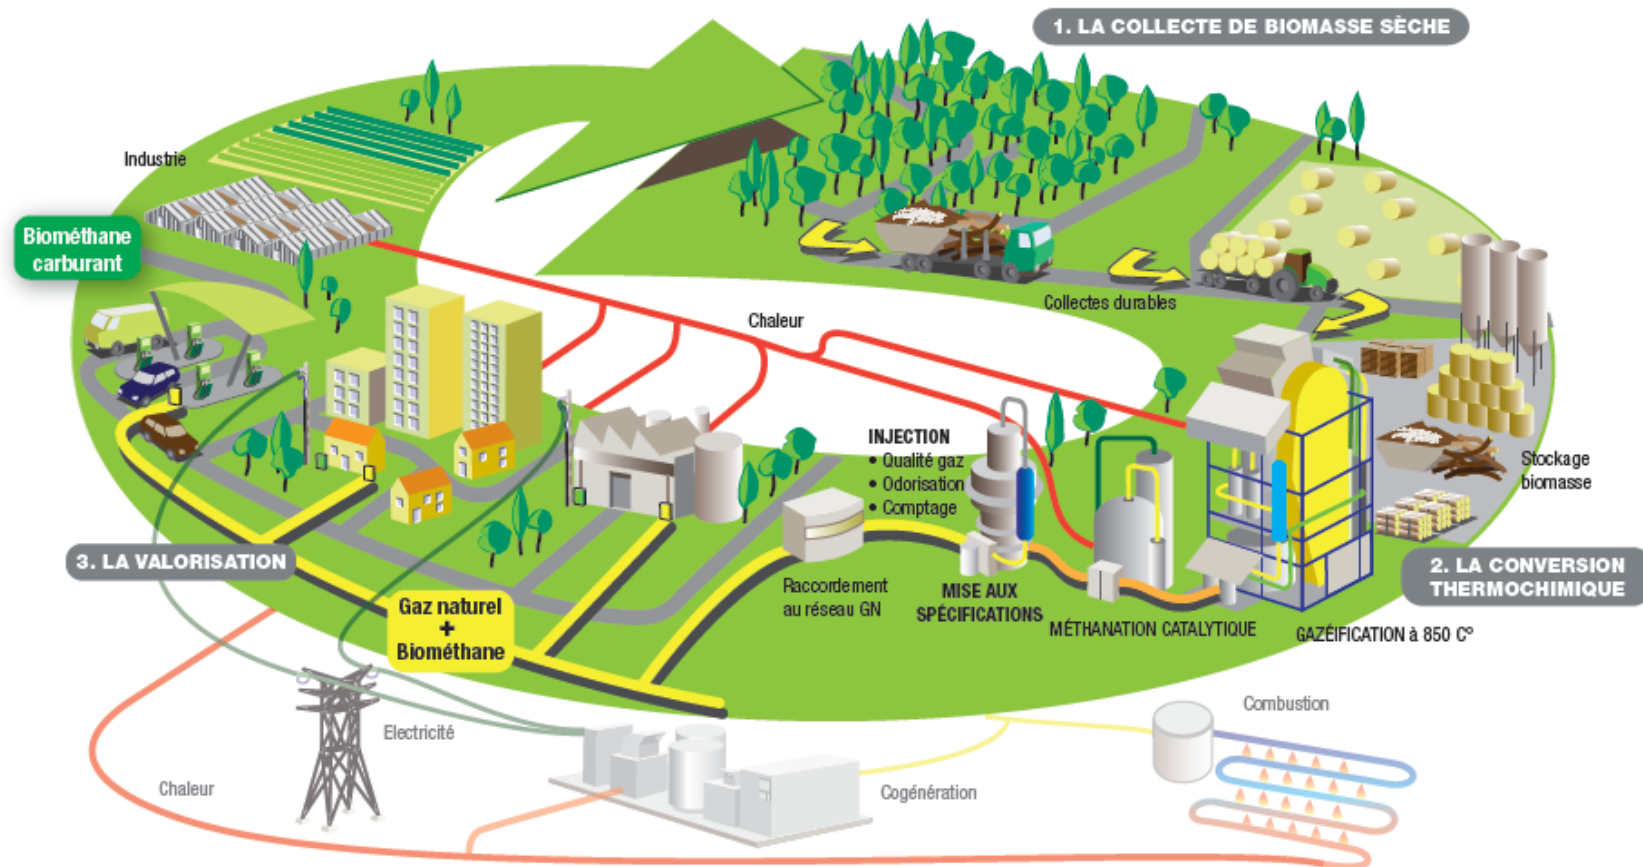 1. LA COLLECTE DE BIOMASSE SÈCHE
Industrie
Biométhane
carburant
Collectes durables
Chaleur
INJECTION
• Qualité gaz
• Odorisation
• Comptage
Stockage
biomasse
3. LA VALORISATION
2. LA CONVERSION
THERMOCHIMIQUE
Raccordement
au réseau GN
MISE AUX
SPÉCIFICATIONS
MÉTHANATION CATALYTIQUE
GAZÉIFICATION à 850 C°
Gaz naturel
+
Biométhane
Combustion
Electricité
Chaleur
Cogénération